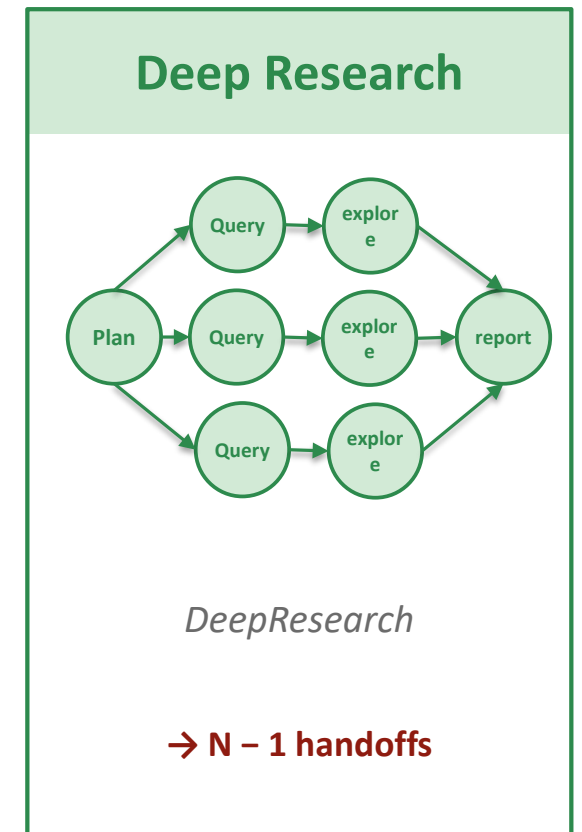 Deep Research
Query
explor
e
Plan
Query
explor
e
report
Query
explor
e
DeepResearch
→ N – 1 handoffs